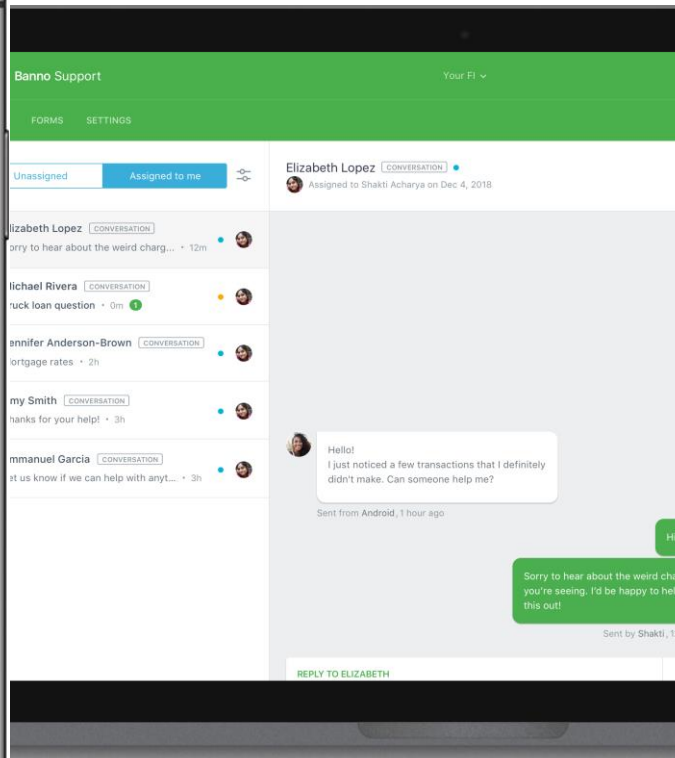 Banno Support
Your FI
FORMS SETTINGS
Unassigned
Assigned to me
lizabeth Lopez CONVERSATION
orry to hear about the weird charg... • 12m
ichael Rivera CONVERSATION
ruck loan question • 0m 1
ennifer Anderson-Brown CONVERSATION
ortgage rates • 2h
my Smith CONVERSATION
hanks for your help! • 3h
mmanuel Garcia CONVERSATION
et us know if we can help with anyt... • 3h
Elizabeth Lopez CONVERSATION
Assigned to Shakti Acharya on Dec 4, 2018
Hello!
I just noticed a few transactions that I definitely
didn't make. Can someone help me?
Sent from Android, 1 hour ago
Hi
Sorry to hear about the weird cha
you're seeing. I'd be happy to hel
this out!
Sent by Shakti, 1
REPLY TO ELIZABETH